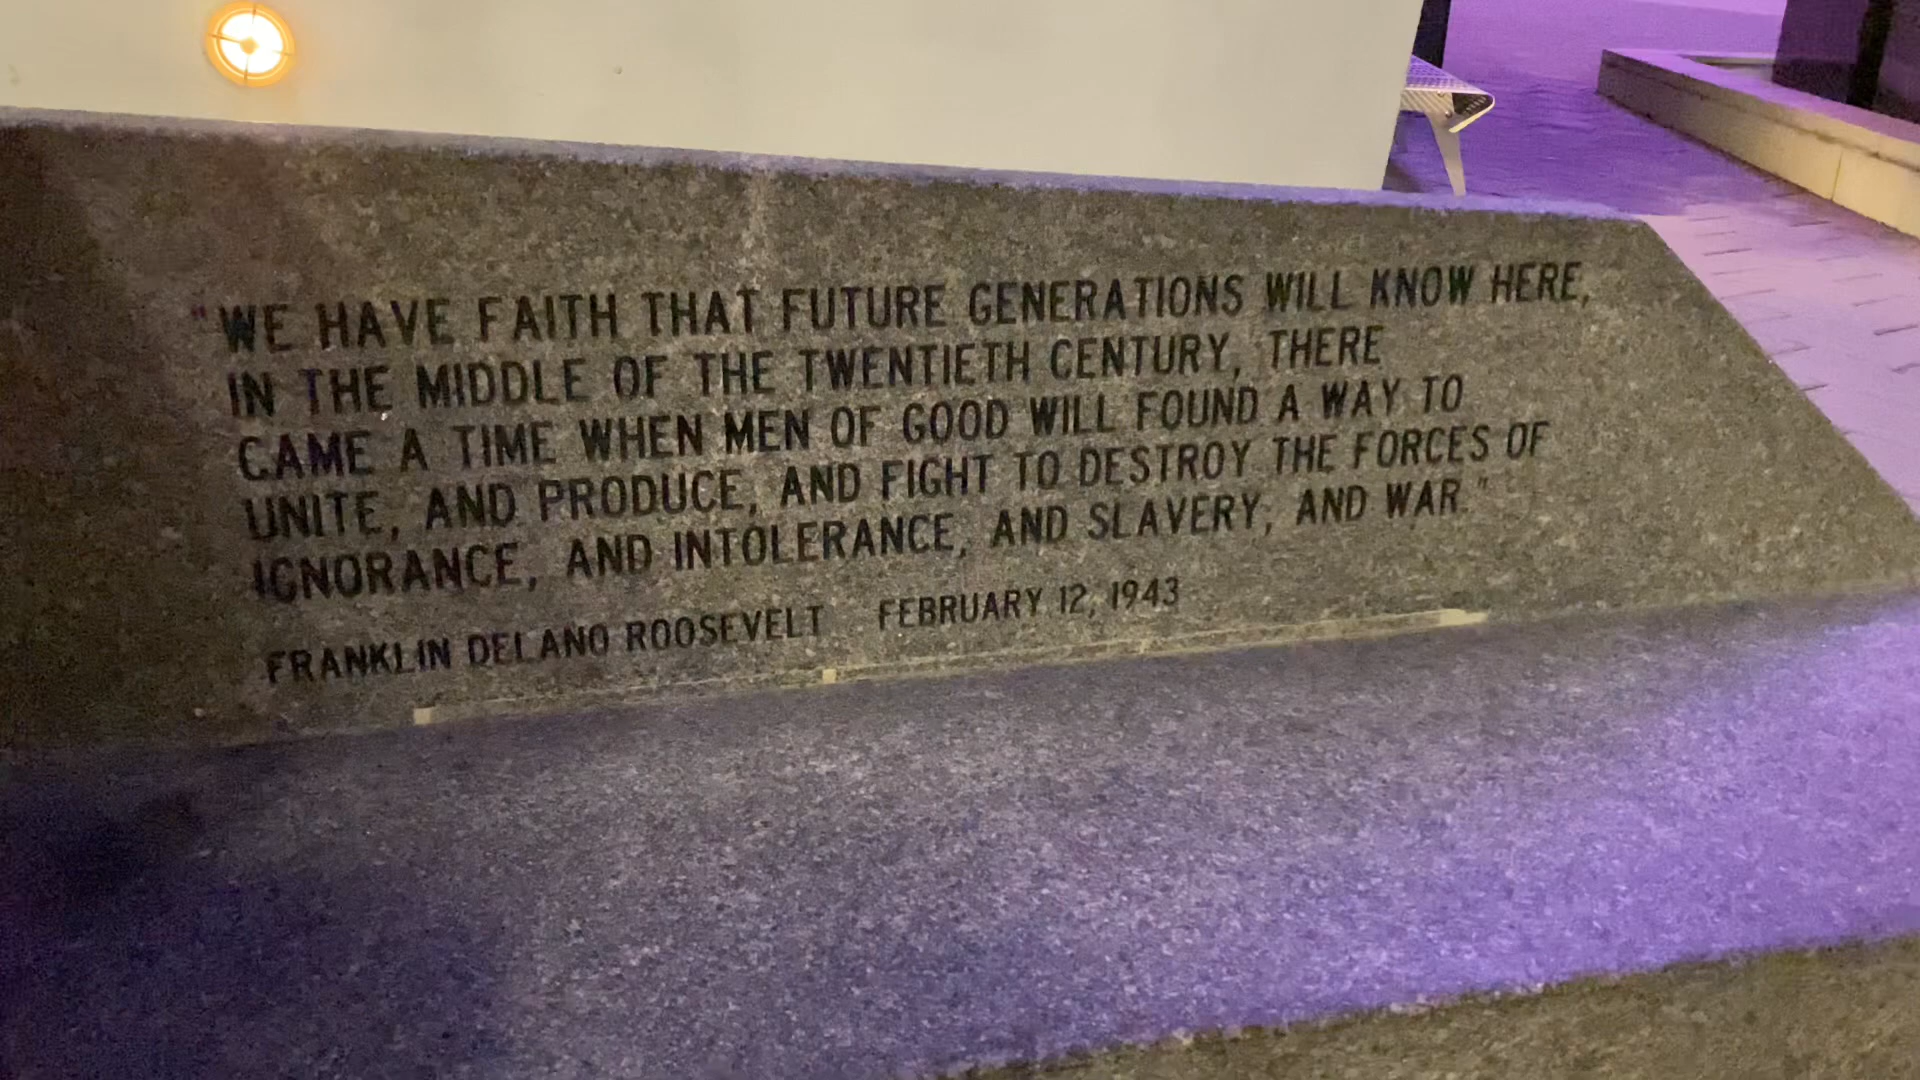 "WE HAVE FAITH THAT FUTURE GENERATIONS WILL KNOW HERE,
IN THE MIDDLE OF THE TWENTIETH CENTURY, THERE
CAME A TIME WHEN MEN OF GOOD WILL FOUND A WAY TO
UNITE, AND PRODUCE, AND FIGHT TO DESTROY THE FORCES OF
IGNORANCE, AND INTOLERANCE, AND SLAVERY, AND WAR."
FRANKLIN DELANO ROOSEVELT FEBRUARY 12, 1943